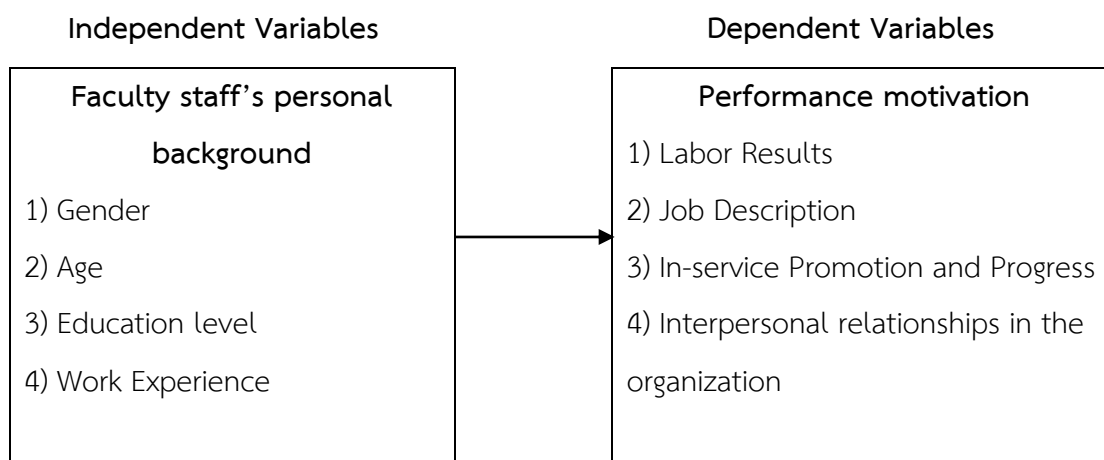 Independent Variables
Dependent Variables
Faculty staff’s personal
background
1) Gender
2) Age
3) Education level
4) Work Experience
Performance motivation
1) Labor Results
2) Job Description
3) In-service Promotion and Progress
4) Interpersonal relationships in the
organization